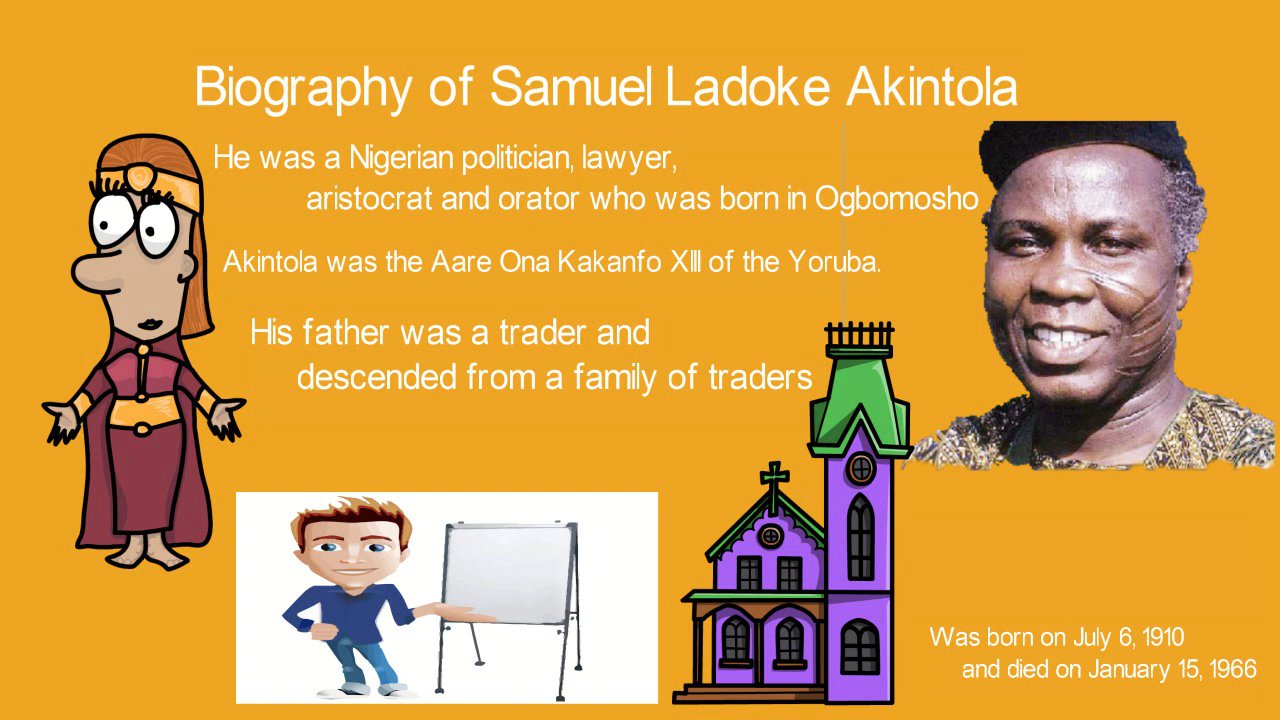 Biography of Samuel Ladoke Akintola
He was a Nigerian politician, lawyer,
aristocrat and orator who was born in Ogbomosho
Akintola was the Aare Ona Kakanfo XIII of the Yoruba.
His father was a trader and
descended from a family of traders
Was born on July 6, 1910
and died on January 15, 1966